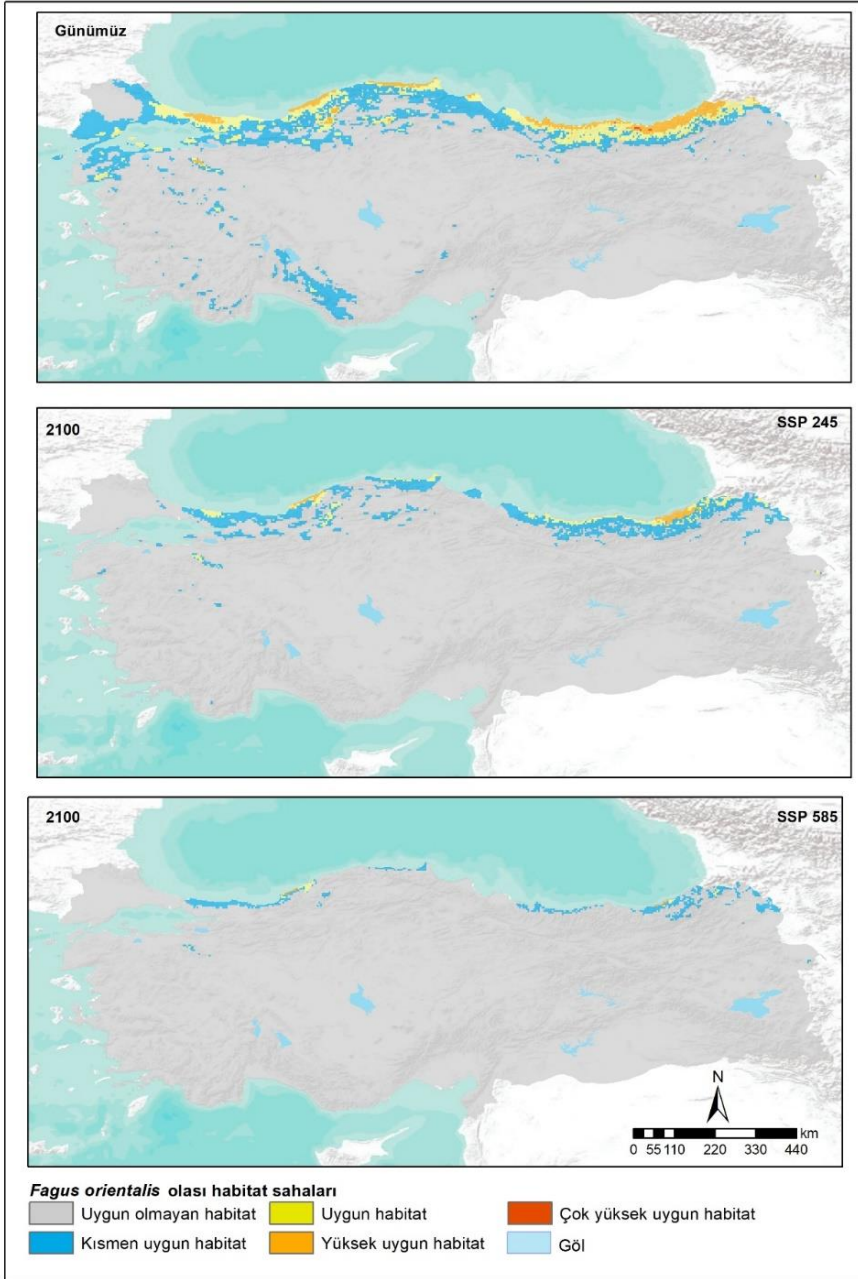 Günümüz
2100
SSP 245
2100
SSP 585
N
km
0 55 110 220 330 440
Fagus orientalis olası habitat sahaları
Uygun olmayan habitat
Uygun habitat
Çok yüksek uygun habitat
Kısmen uygun habitat
Yüksek uygun habitat
Göl